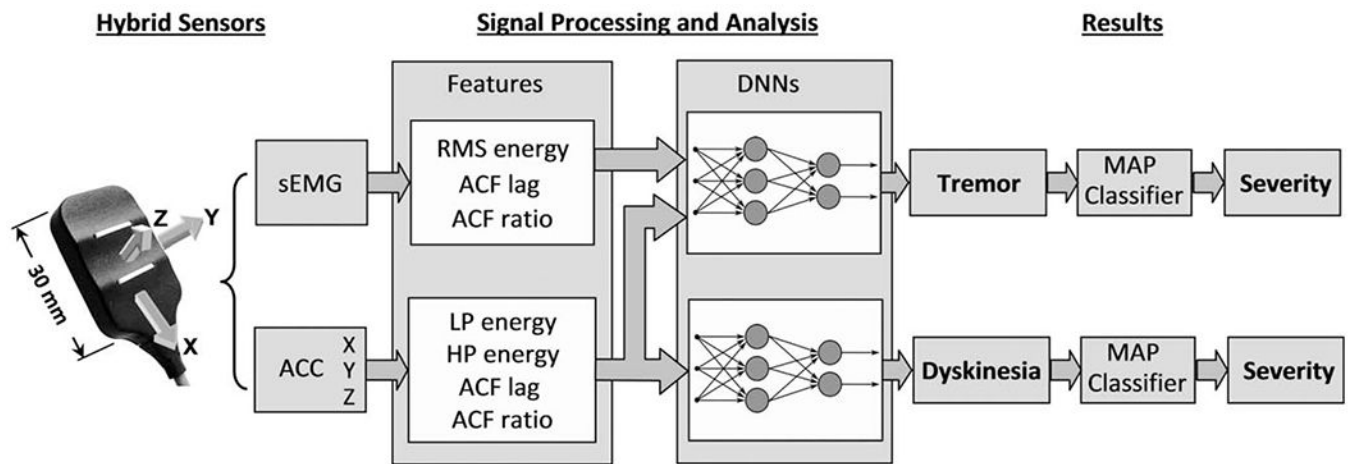 Hybrid Sensors
Signal Processing and Analysis
Results
Features
DNNs
sEMG
RMS energy
ACF lag
ACF ratio
Tremor
MAP
Classifier
Severity
Z
Y
X
30 mm
ACC
X
Y
Z
LP energy
HP energy
ACF lag
ACF ratio
Dyskinesia
MAP
Classifier
Severity